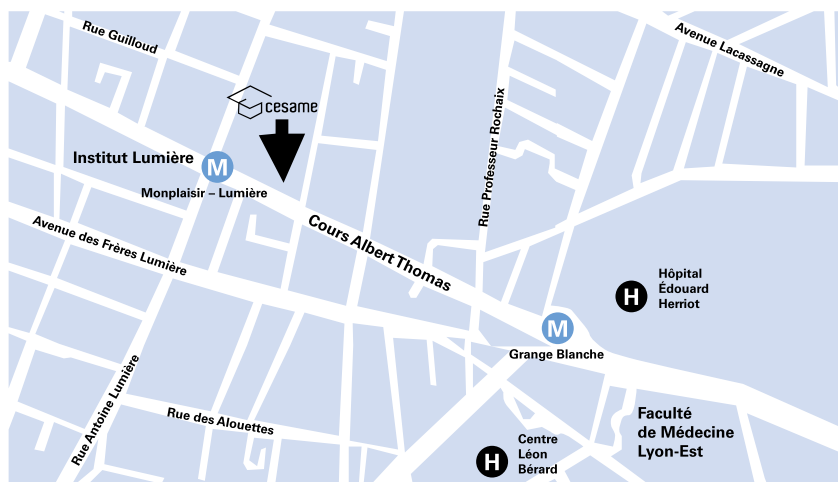 Rue Guilloud
Avenue Lacassagne
cesame
Rue Professeur Rochaix
Institut Lumière
M
Monplaisir – Lumière
Cours Albert Thomas
Avenue des Frères Lumière
H
Hôpital
Édouard
Herriot
M
Grange Blanche
Rue Antoine Lumière
Rue des Alouettes
Faculté
de Médecine
Lyon-Est
H
Centre
Léon
Bérard